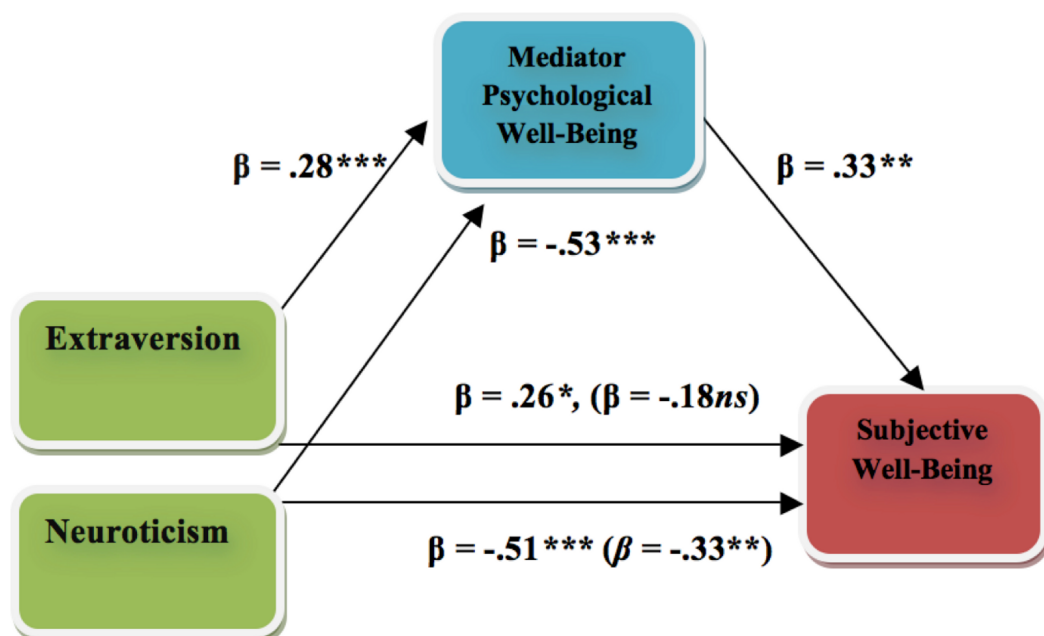 Mediator
Psychological
Well-Being
β = .28***
β = .33**
β = -.53***
Extraversion
β = .26*, (β = -.18ns)
Subjective
Well-Being
Neuroticism
β = -.51*** (β = -.33**)